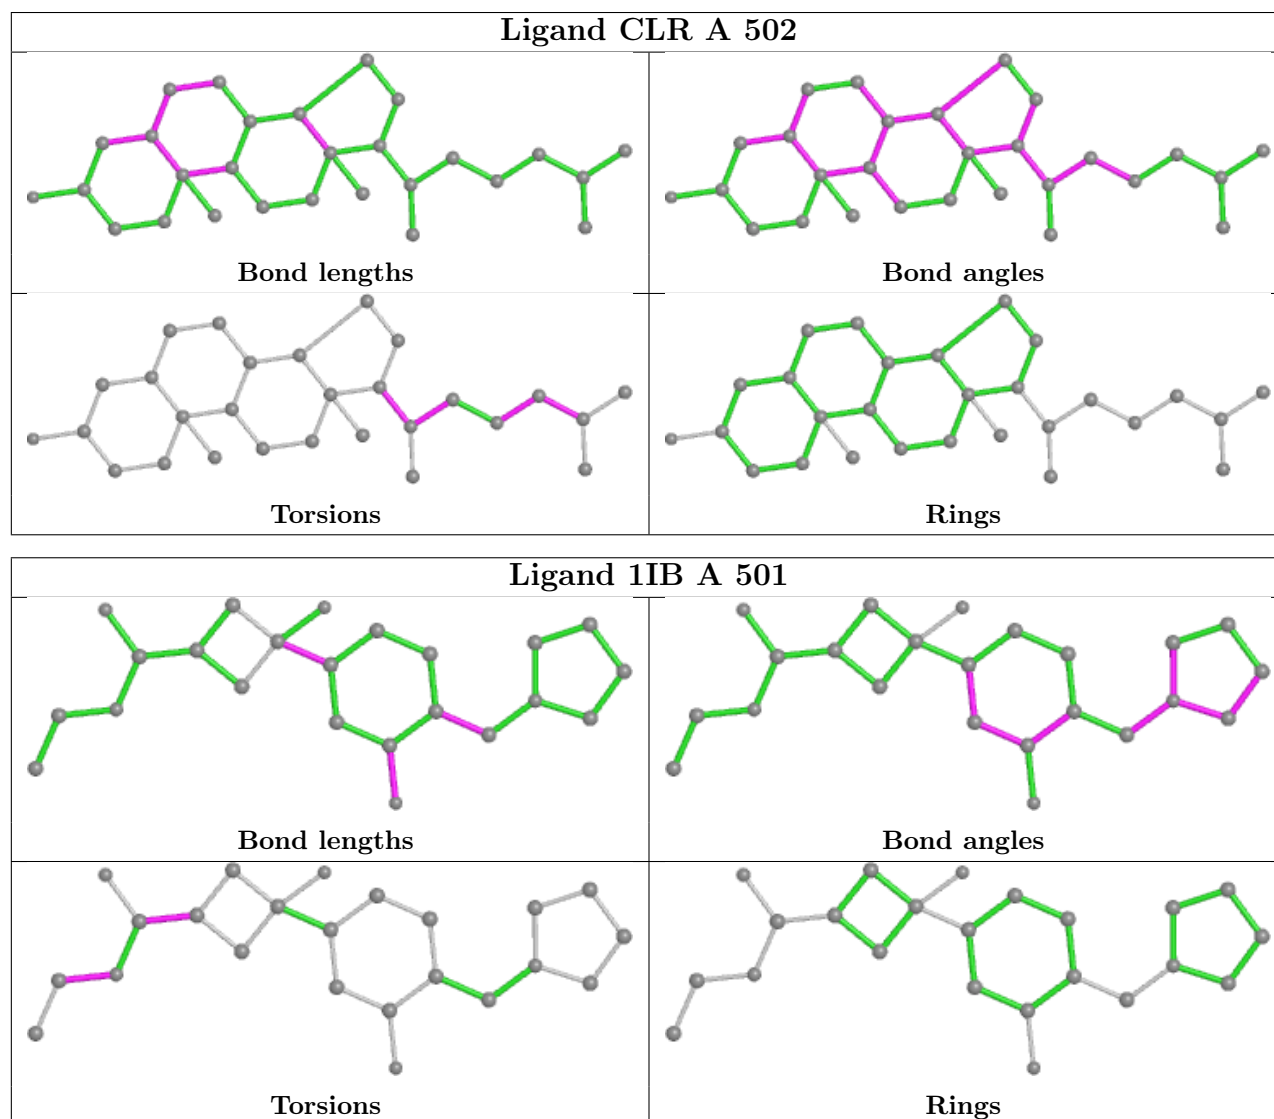 Ligand CLR A 502
Bond lengths
Bond angles
Torsions
Rings
Ligand 1IB A 501
Bond lengths
Bond angles
Torsions
Rings